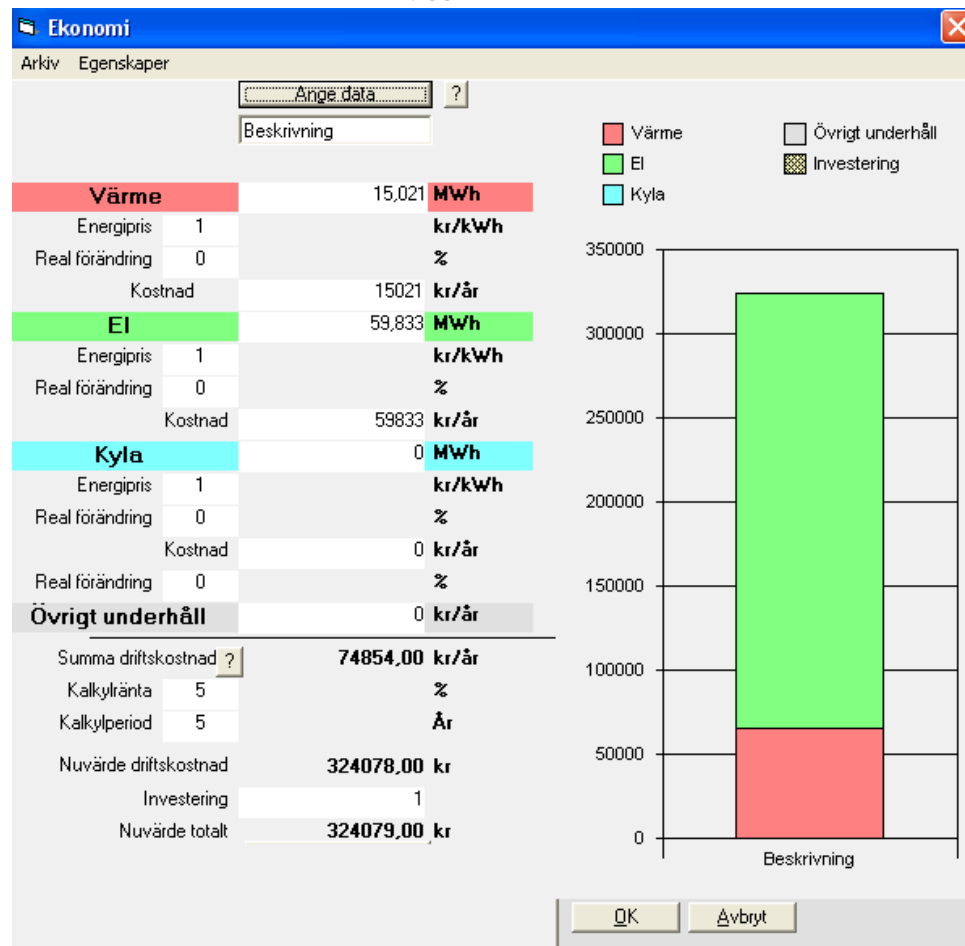 Ekonomi
Arkiv Egenskaper
Ange data ?
Beskrivning
Värme 15,021 MWh
Energipris 1 kr/kWh
Real förändring 0 %
Kostnad 15021 kr/år
El 59,833 MWh
Energipris 1 kr/kWh
Real förändring 0 %
Kostnad 59833 kr/år
Kyla 0 MWh
Energipris 1 kr/kWh
Real förändring 0 %
Kostnad 0 kr/år
Real förändring 0 %
Övrigt underhåll 0 kr/år
Summa driftskostnad ? 74854,00 kr/år
Kalkylränta 5 %
Kalkylperiod 5 År
Nuvärde driftskostnad 324078,00 kr
Investering 1
Nuvärde totalt 324079,00 kr
Värme Övrigt underhåll
El Investering
Kyla
350000
300000
250000
200000
150000
100000
50000
0
Beskrivning
OK Avbryt